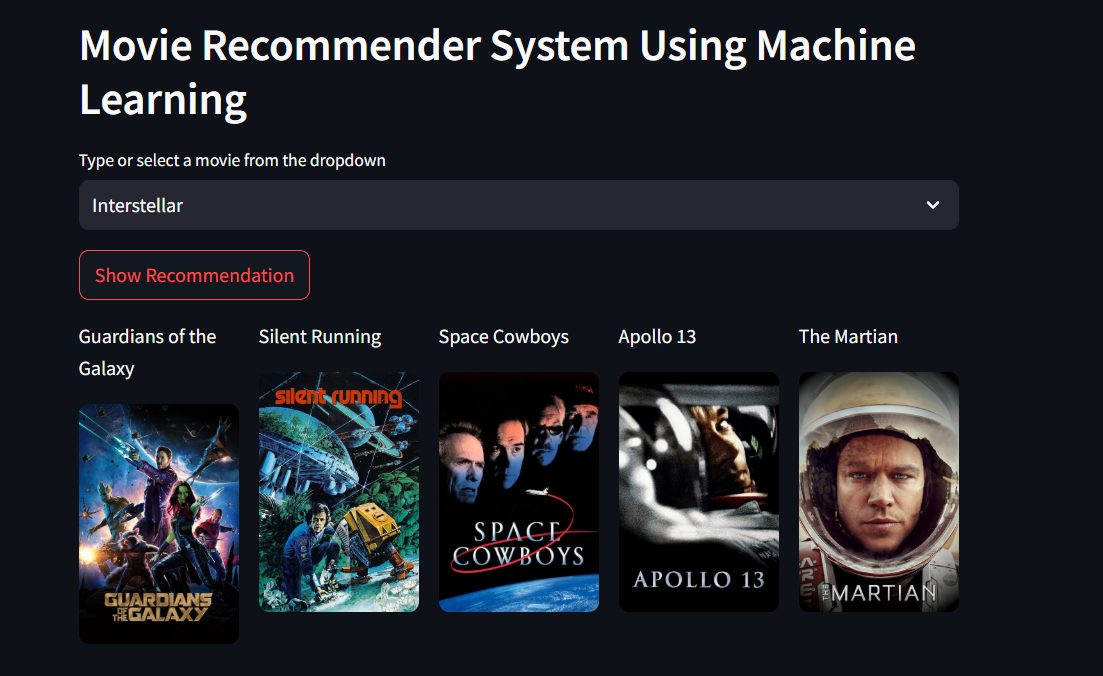 Movie Recommender System Using Machine
Learning
Type or select a movie from the dropdown
Interstellar
Show Recommendation
Guardians of the
Galaxy
Silent Running
Space Cowboys
Apollo 13
The Martian
silent running
GUARDIANS
OF THE
GALAXY
SPACE
COWBOYS
APOLLO 13
THE MARTIAN